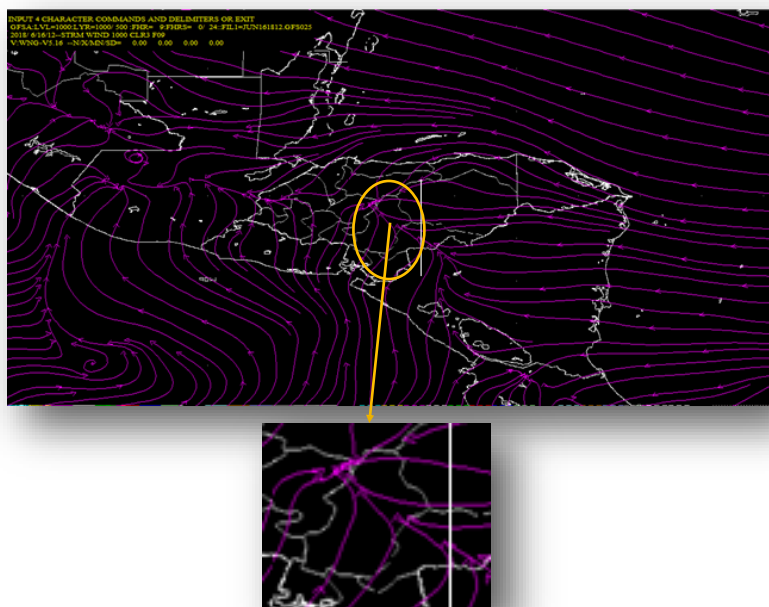 INPUT 4 CHARACTER COMMANDS AND DELIMITERS OR EXIT
GFSA:LVL=1000:LYR=1000/ 500 :FHR= 9:FHRS= 0/ 24::FIL1=JUN161812.GFS025
2018/ 6/16/12--STRM WIND 1000 CLR3 F09
V:WNG-V5.16 --N/X/MN/SD= 0.00 0.00 0.00 0.00